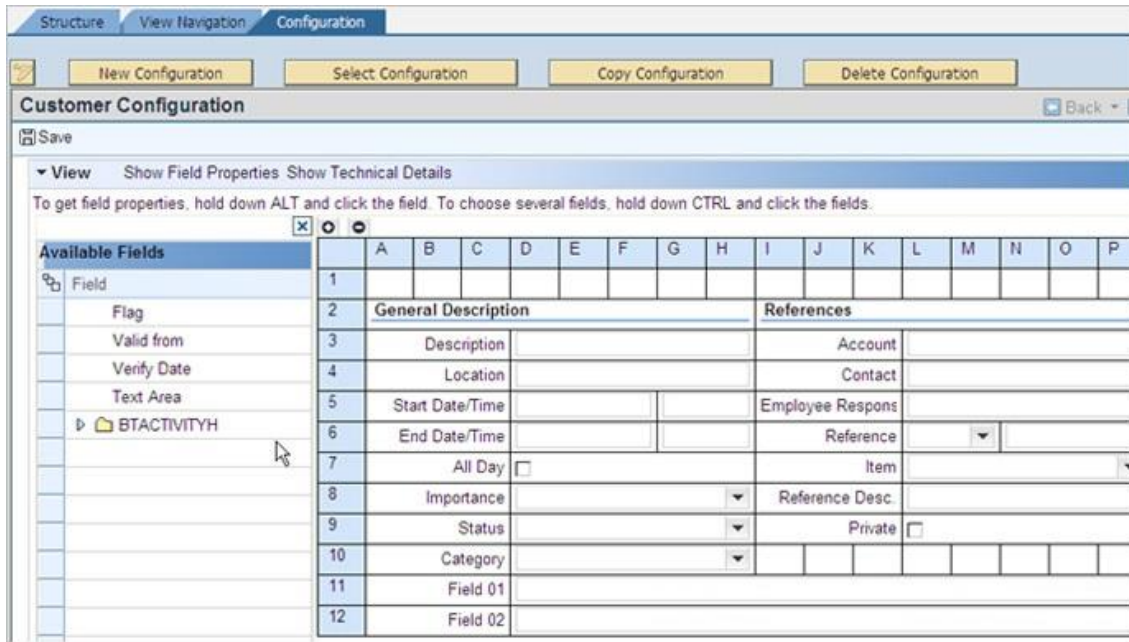 Structure View Navigation Configuration
New Configuration Select Configuration Copy Configuration Delete Configuration
Customer Configuration Back
Save
View Show Field Properties Show Technical Details
To get field properties, hold down ALT and click the field. To choose several fields, hold down CTRL and click the fields.
Available Fields A B C D E F G H I J K L M N O P
Field 1
Flag 2 General Description References
Valid from 3 Description Account
Verify Date 4 Location Contact
Text Area 5 Start Date/Time Employee Respons
BTACTIVITYH 6 End Date/Time Reference
7 All Day Item
8 Importance Reference Desc.
9 Status Private
10 Category
11 Field 01
12 Field 02